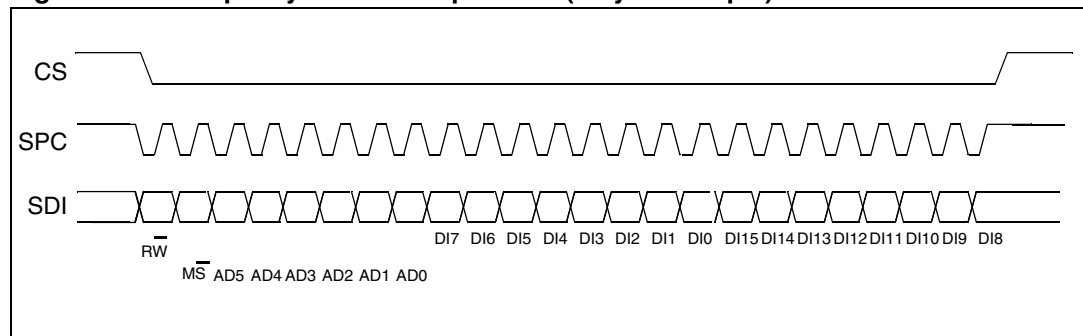 CS
SPC
SDI
DI7 DI6 DI5 DI4 DI3 DI2 DI1 DI0 DI15 DI14 DI13 DI12 DI11 DI10 DI9 DI8
RW
MS AD5 AD4 AD3 AD2 AD1 AD0